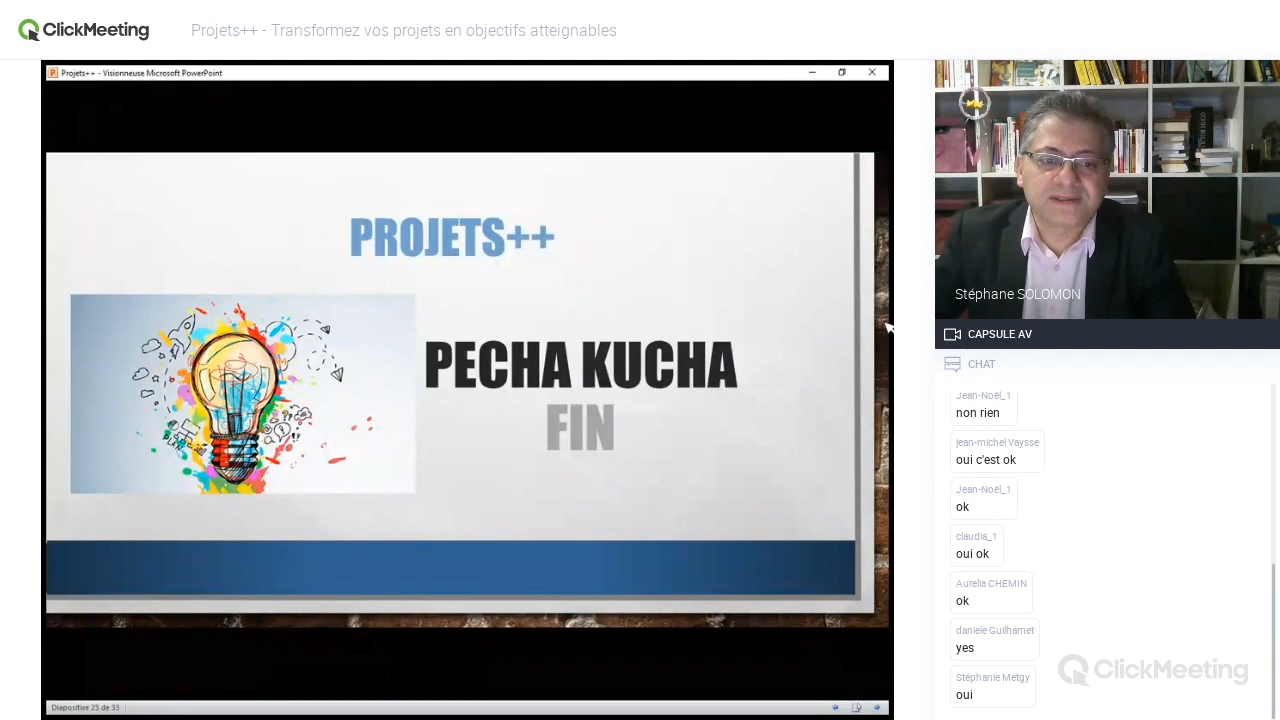 ClickMeeting
Projets++ - Transformez vos projets en objectifs atteignables
Projets++ - Visionneuse Microsoft PowerPoint
PROJETS++
PECHA KUCHA
FIN
Diapositive 23 de 33
Stéphane SOLOMON
CAPSULE AV
CHAT
Jean-Noël_1
non rien
jean-michel Vaysse
oui c'est ok
Jean-Noël_1
ok
claudia_1
oui ok
Aurelia CHEMIN
ok
daniele Guilhamet
yes
Stéphanie Metgy
oui
ClickMeeting